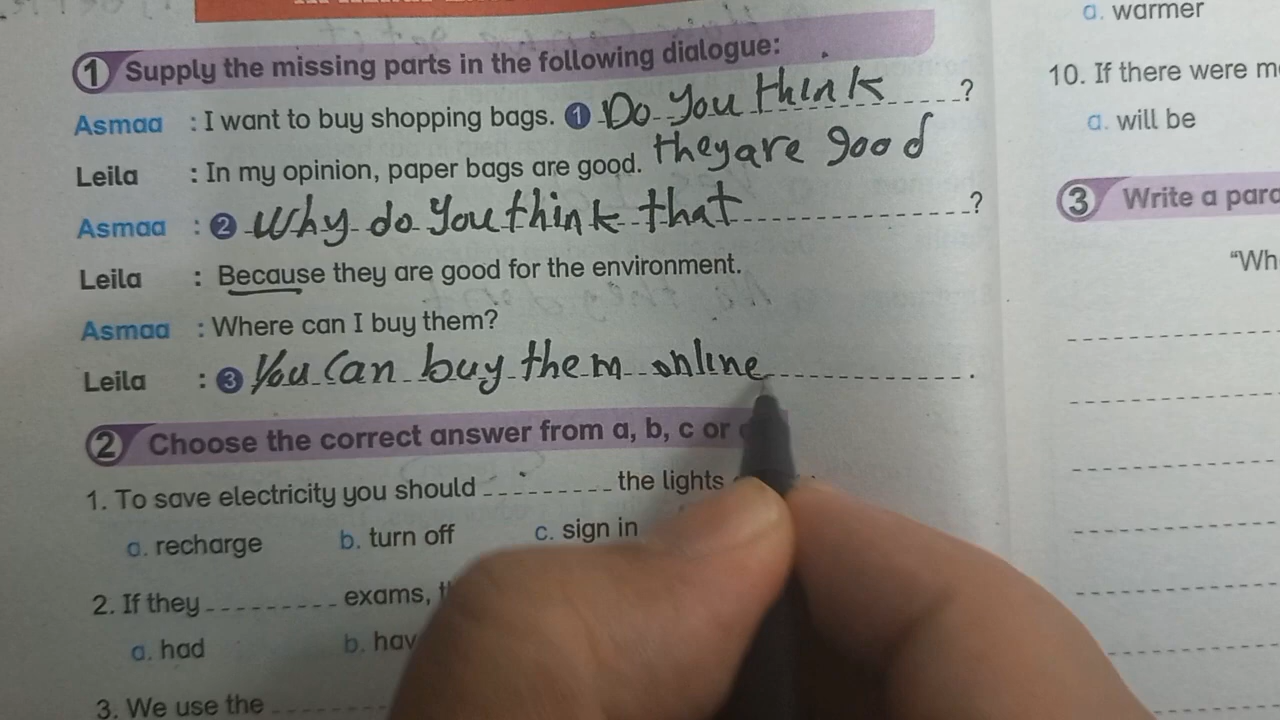 a. warmer
1 Supply the missing parts in the following dialogue:
Asmaa : I want to buy shopping bags. 1 Do you think ?
they are good
Leila : In my opinion, paper bags are good.
Asmaa : 2 Why do you think that ?
Leila : Because they are good for the environment.
Asmaa : Where can I buy them?
Leila : 3 You can buy them online .
2 Choose the correct answer from a, b, c or
1. To save electricity you should the lights
a. recharge b. turn off c. sign in
2. If they exams,
a. had b. hav
3. We use the
10. If there were m
a. will be
3 Write a para
“Wh